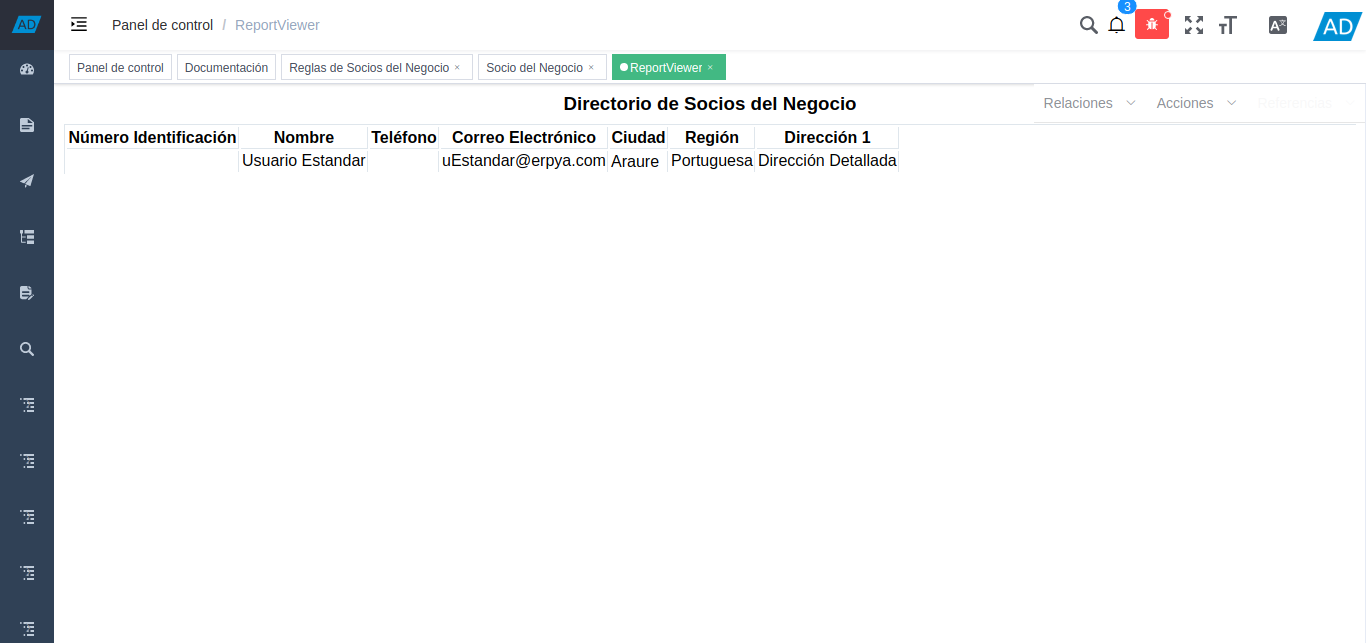 AD Panel de control / ReportViewer 3 A文 AD
Panel de control Documentación Reglas de Socios del Negocio × Socio del Negocio × ReportViewer ×
Directorio de Socios del Negocio Relaciones Acciones Referencias
Número Identificación Nombre Teléfono Correo Electrónico Ciudad Región Dirección 1
Usuario Estandar uEstandar@erpya.com Araure Portuguesa Dirección Detallada